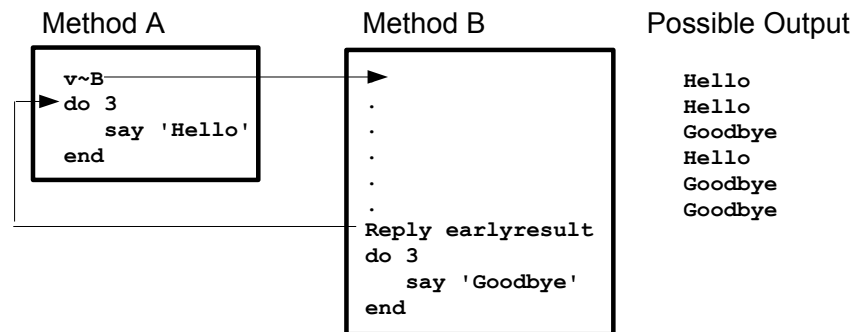 Method A
v~B
do 3
say 'Hello'
end
Method B
.
.
.
.
.
Reply earlyresult
do 3
say 'Goodbye'
end
Possible Output
Hello
Hello
Goodbye
Hello
Goodbye
Goodbye